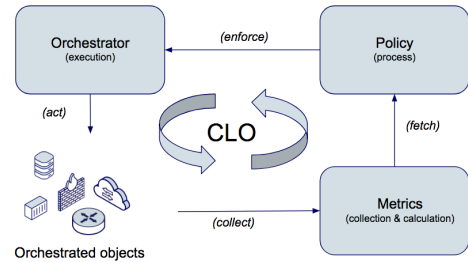 Orchestrator
(execution)
(enforce)
Policy
(process)
(act)
CLO
(fetch)
Metrics
(collection & calculation)
(collect)
Orchestrated objects